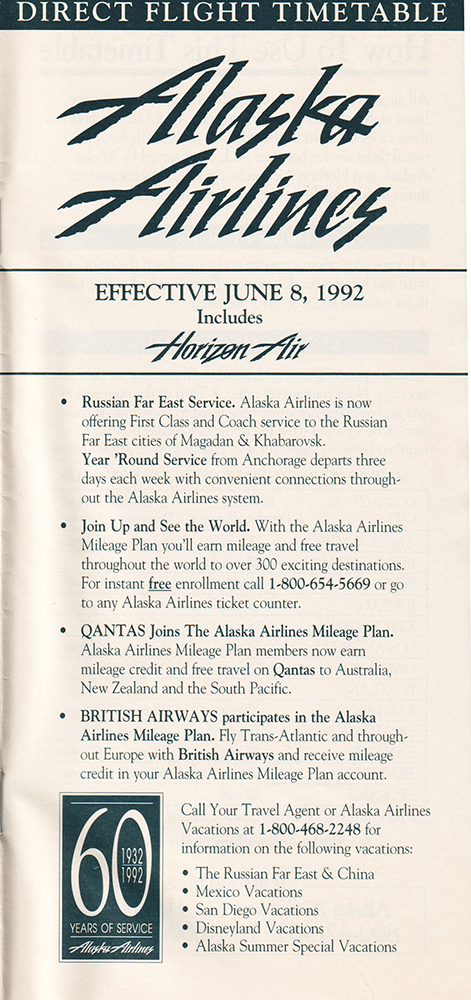 DIRECT FLIGHT TIMETABLE
Alaska
Airlines
EFFECTIVE JUNE 8, 1992
Includes
Horizon Air
• Russian Far East Service. Alaska Airlines is now
offering First Class and Coach service to the Russian
Far East cities of Magadan & Khabarovsk.
Year 'Round Service from Anchorage departs three
days each week with convenient connections through-
out the Alaska Airlines system.
• Join Up and See the World. With the Alaska Airlines
Mileage Plan you'll earn mileage and free travel
throughout the world to over 300 exciting destinations.
For instant free enrollment call 1-800-654-5669 or go
to any Alaska Airlines ticket counter.
• QANTAS Joins The Alaska Airlines Mileage Plan.
Alaska Airlines Mileage Plan members now earn
mileage credit and free travel on Qantas to Australia,
New Zealand and the South Pacific.
• BRITISH AIRWAYS participates in the Alaska
Airlines Mileage Plan. Fly Trans-Atlantic and through-
out Europe with British Airways and receive mileage
credit in your Alaska Airlines Mileage Plan account.
60
1932
1992
YEARS OF SERVICE
Alaska Airlines
Call Your Travel Agent or Alaska Airlines
Vacations at 1-800-468-2248 for
information on the following vacations:
• The Russian Far East & China
• Mexico Vacations
• San Diego Vacations
• Disneyland Vacations
• Alaska Summer Special Vacations